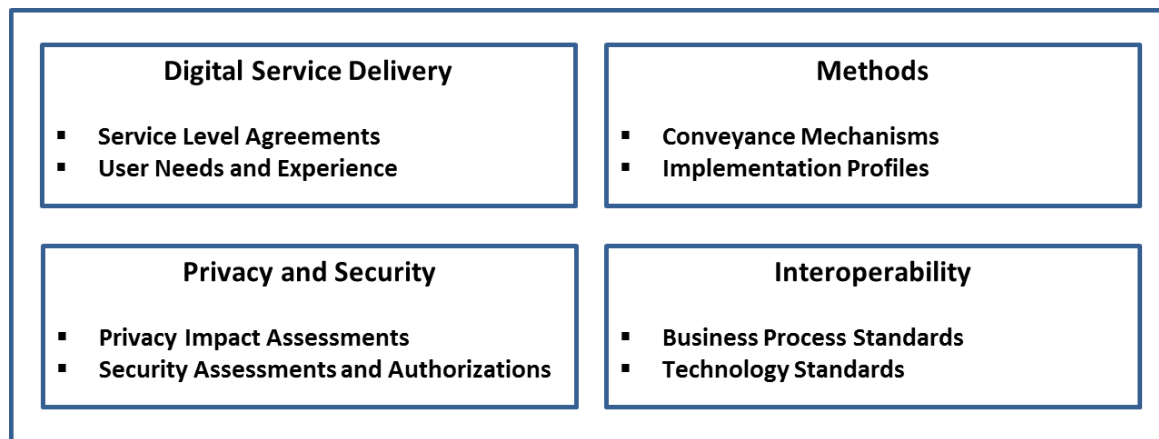 Digital Service Delivery
▪ Service Level Agreements
▪ User Needs and Experience
Methods
▪ Conveyance Mechanisms
▪ Implementation Profiles
Privacy and Security
▪ Privacy Impact Assessments
▪ Security Assessments and Authorizations
Interoperability
▪ Business Process Standards
▪ Technology Standards